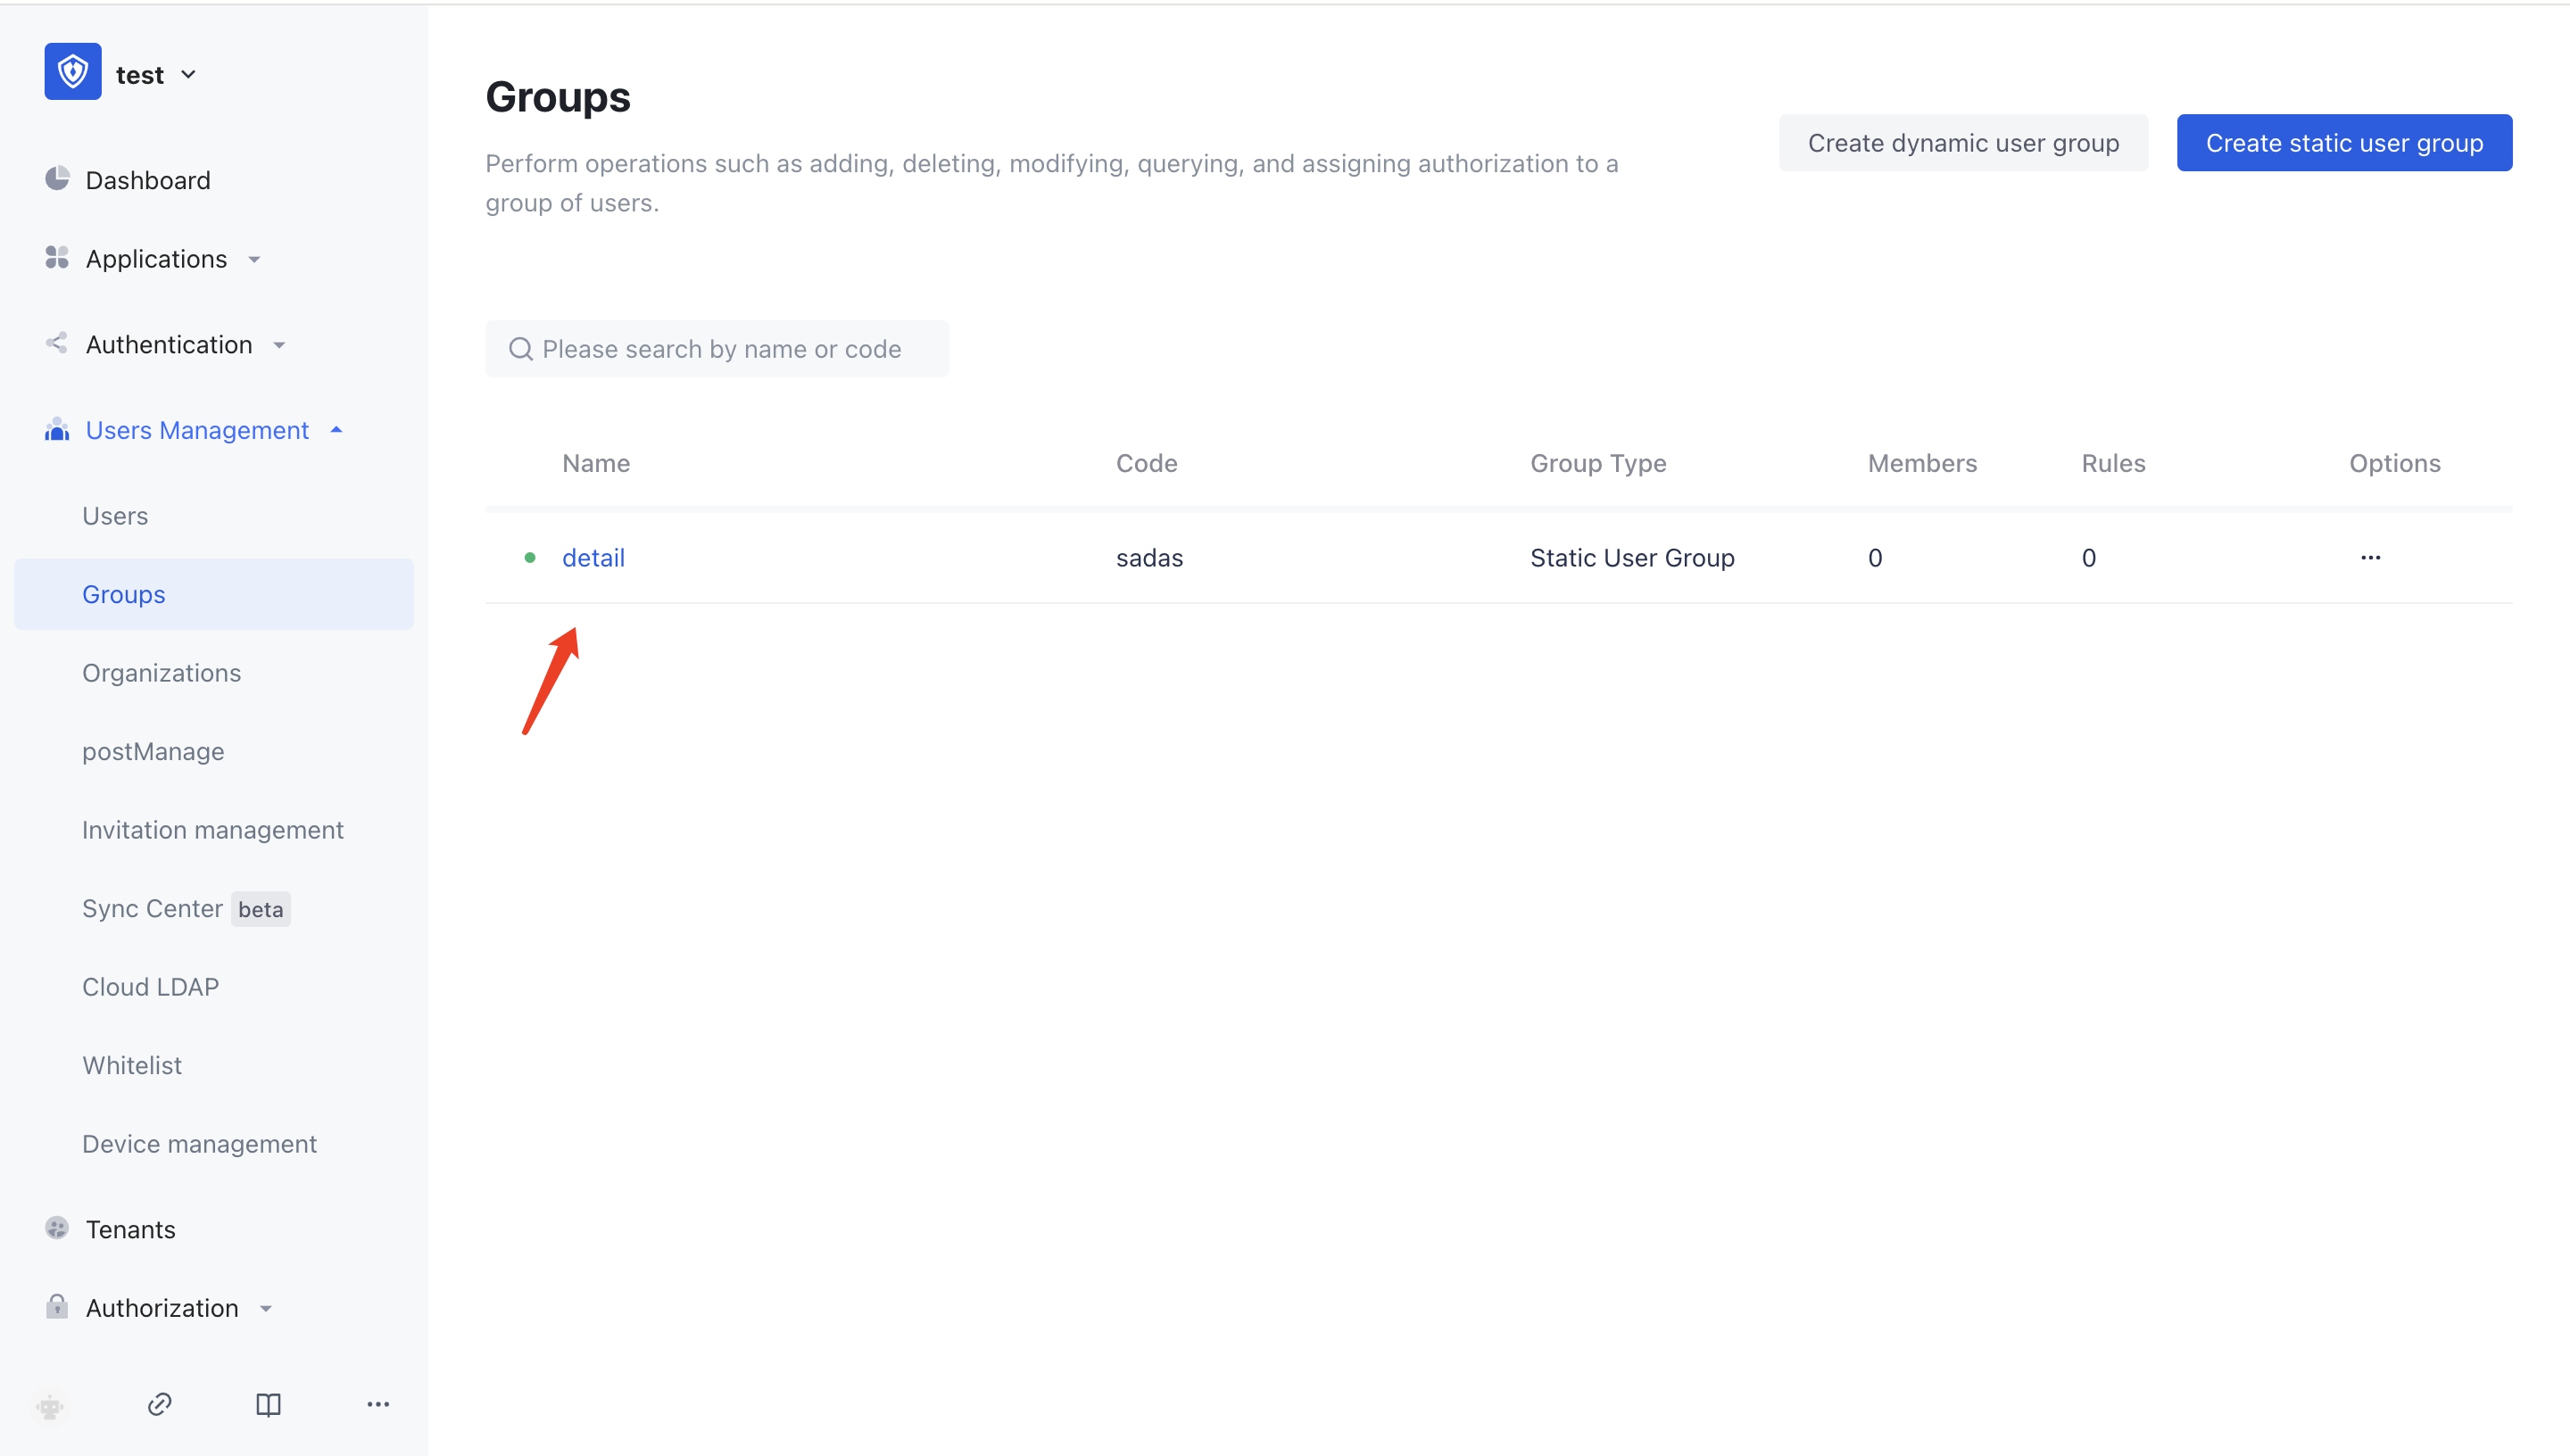 test
Dashboard
Applications
Authentication
Users Management
Users
Groups
Organizations
postManage
Invitation management
Sync Center beta
Cloud LDAP
Whitelist
Device management
Tenants
Authorization
Groups
Perform operations such as adding, deleting, modifying, querying, and assigning authorization to a
group of users.
Create dynamic user group
Create static user group
Please search by name or code
Name Code Group Type Members Rules Options
detail sadas Static User Group 0 0